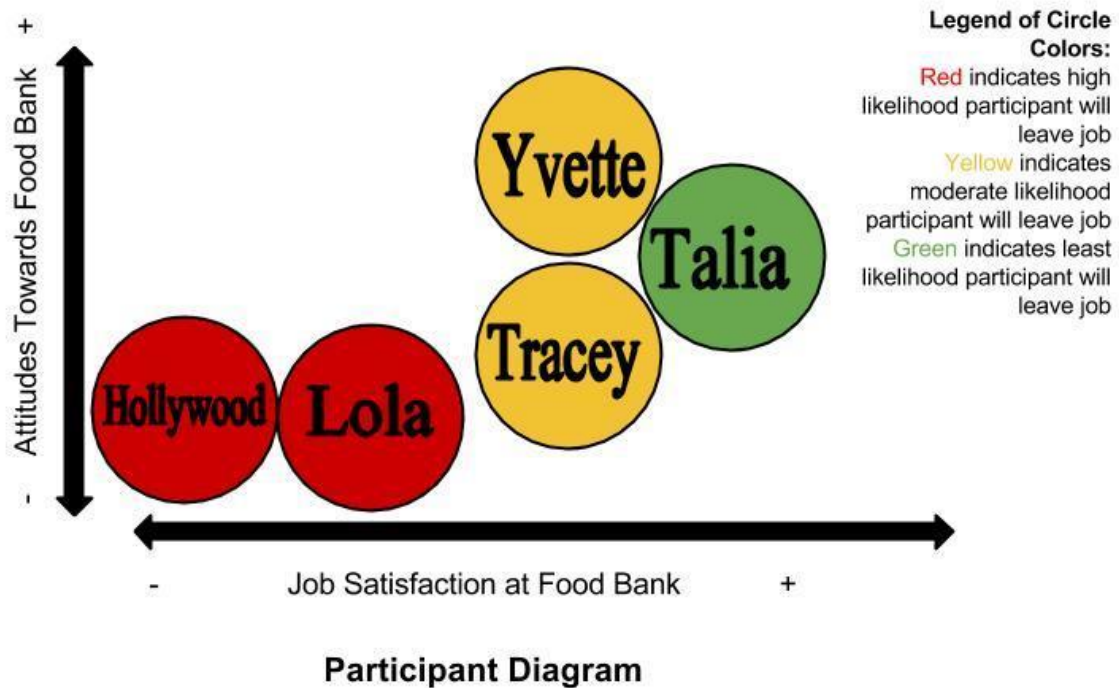 +
Attitudes Towards Food Bank
-
Yvette
Talia
Tracey
Hollywood
Lola
- Job Satisfaction at Food Bank +
Participant Diagram
Legend of Circle
Colors:
Red indicates high
likelihood participant will
leave job
Yellow indicates
moderate likelihood
participant will leave job
Green indicates least
likelihood participant will
leave job